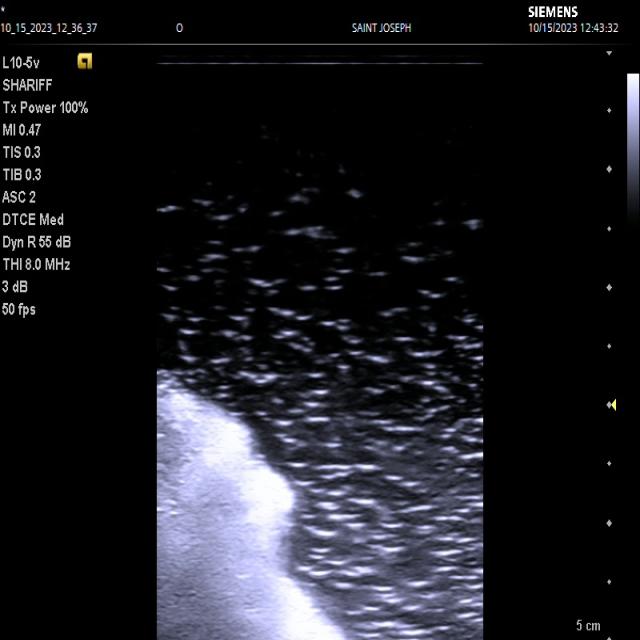 *
SIEMENS
10_15_2023_12_36_37 O SAINT JOSEPH 10/15/2023 12:43:32
L10-5v
SHARIFF
Tx Power 100%
MI 0.47
TIS 0.3
TIB 0.3
ASC 2
DTCE Med
Dyn R 55 dB
THI 8.0 MHz
3 dB
50 fps
5 cm